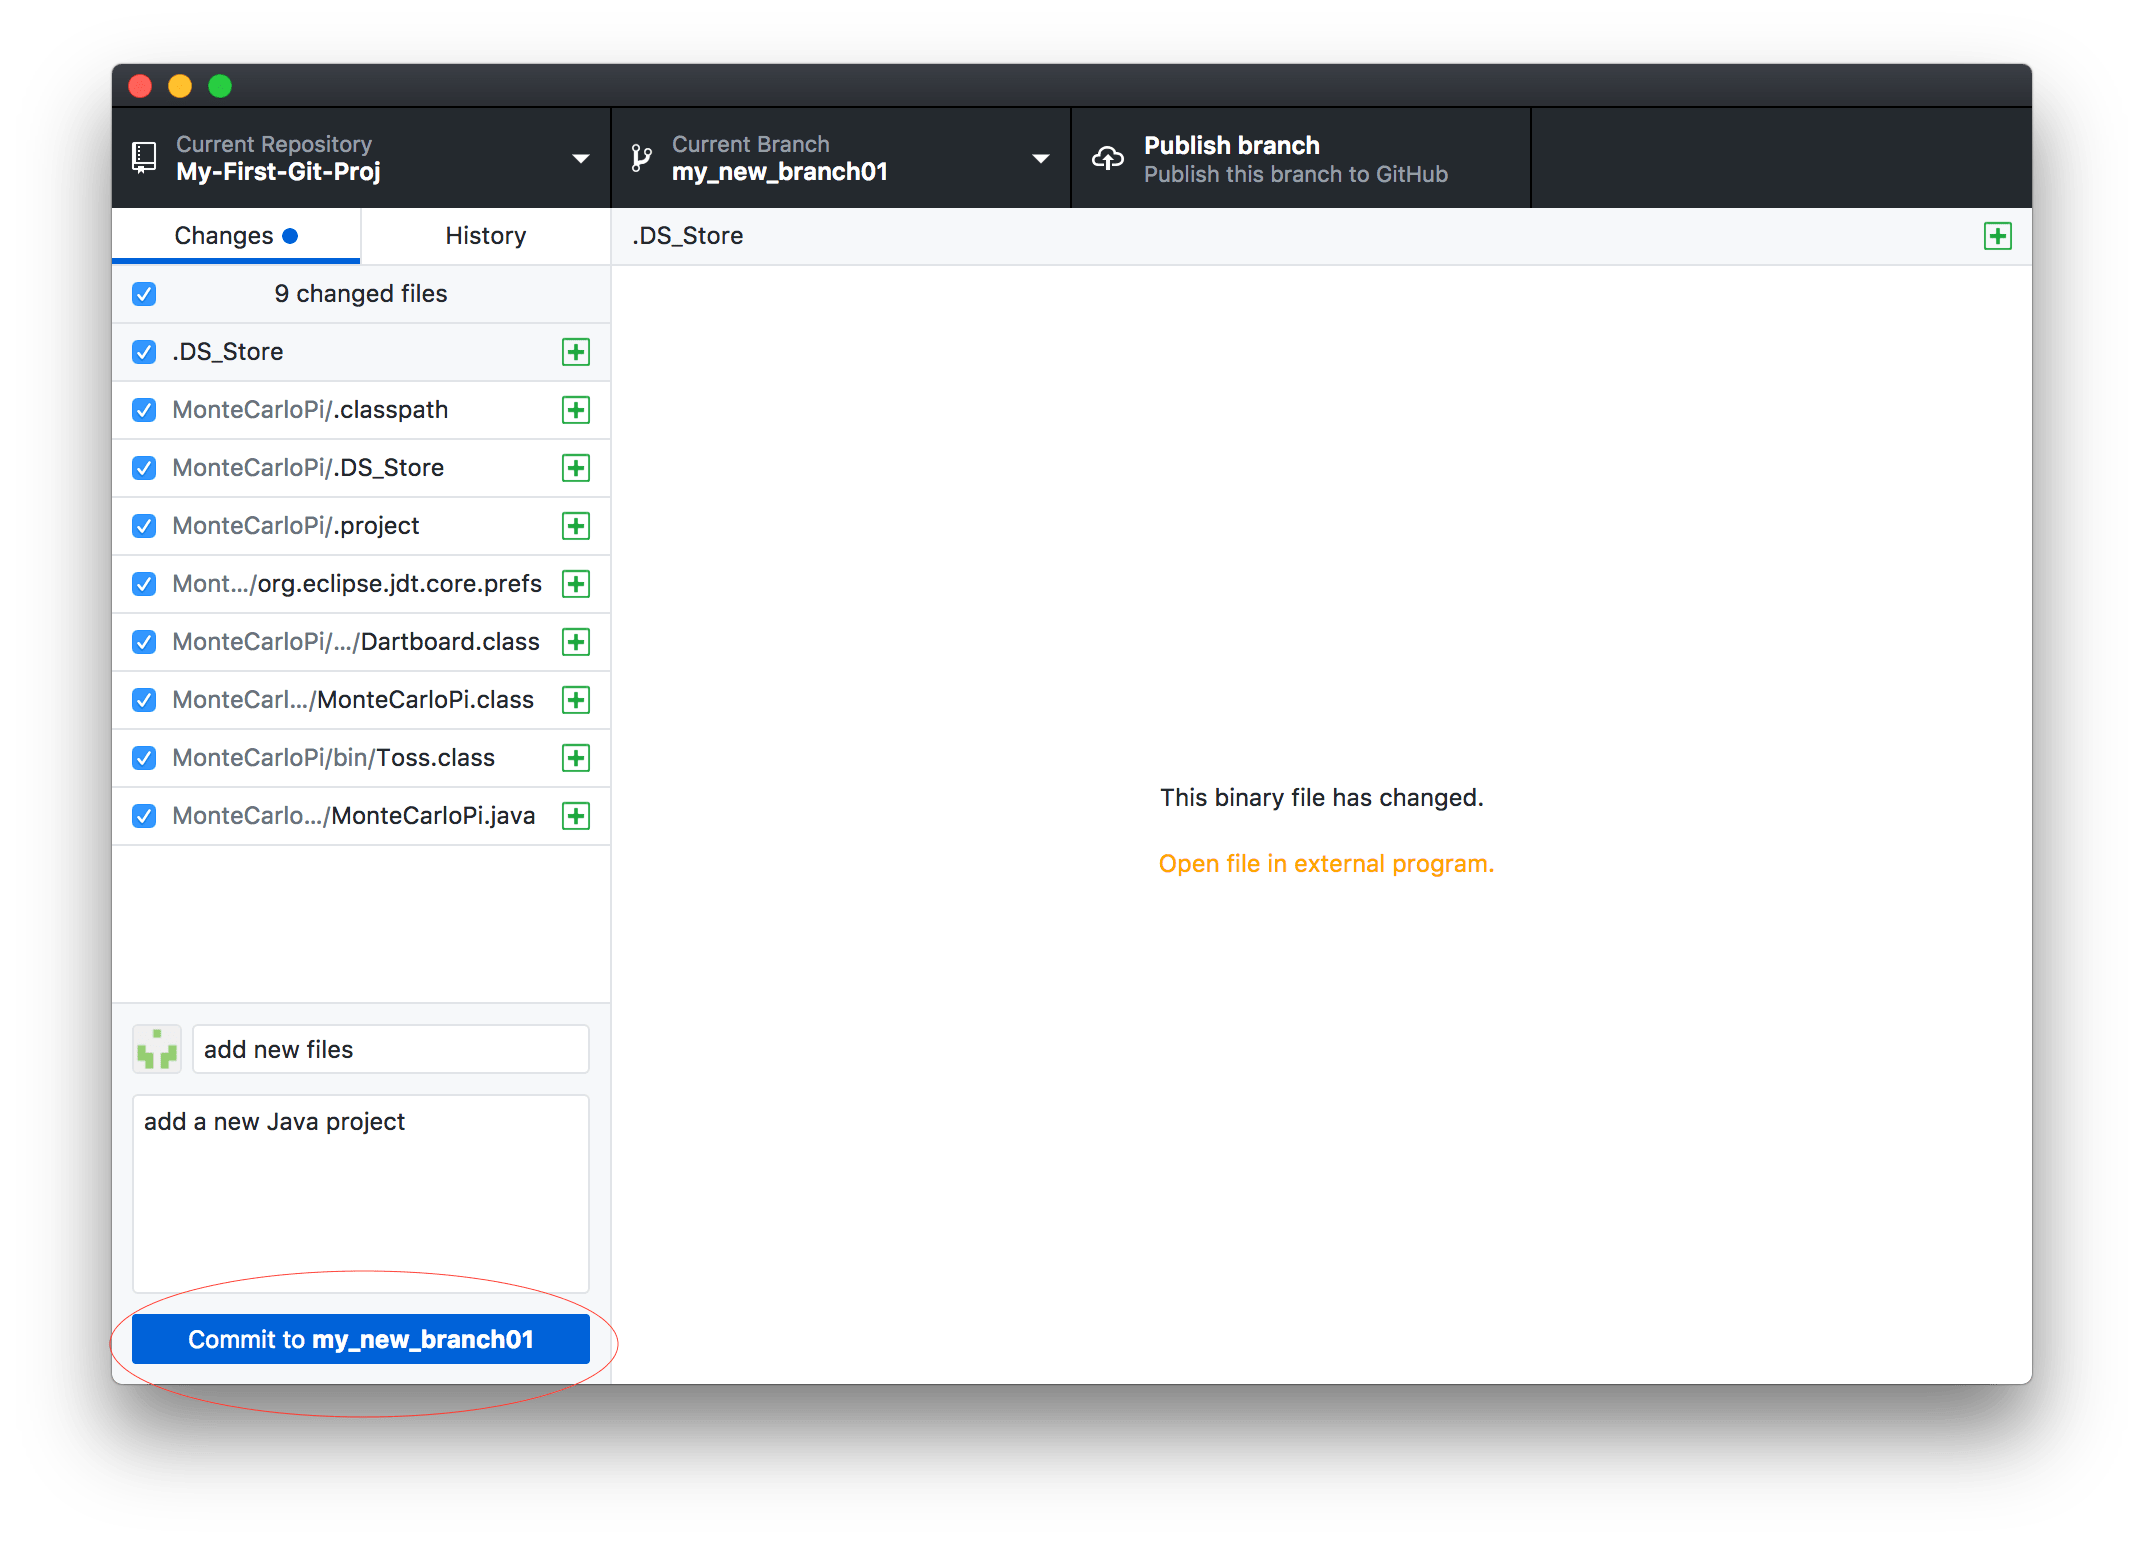 Current Repository
My-First-Git-Proj
Current Branch
my_new_branch01
Publish branch
Publish this branch to GitHub
Changes
History
.DS_Store
9 changed files
.DS_Store
MonteCarloPi/.classpath
MonteCarloPi/.DS_Store
MonteCarloPi/.project
Mont.../org.eclipse.jdt.core.prefs
MonteCarloPi/.../Dartboard.class
MonteCarl.../MonteCarloPi.class
MonteCarloPi/bin/Toss.class
MonteCarlo.../MonteCarloPi.java
This binary file has changed.
Open file in external program.
add new files
add a new Java project
Commit to my_new_branch01